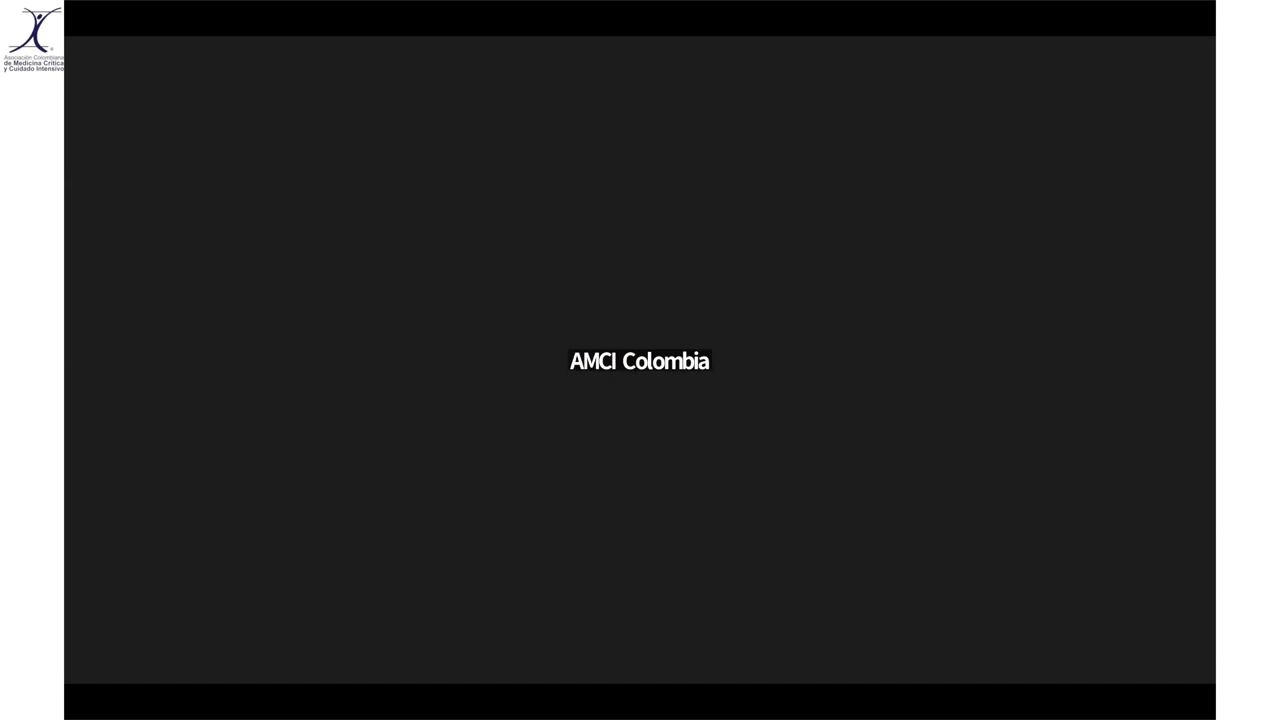 Asociación Colombiana
de Medicina Crítica
y Cuidado Intensivo
AMCI Colombia